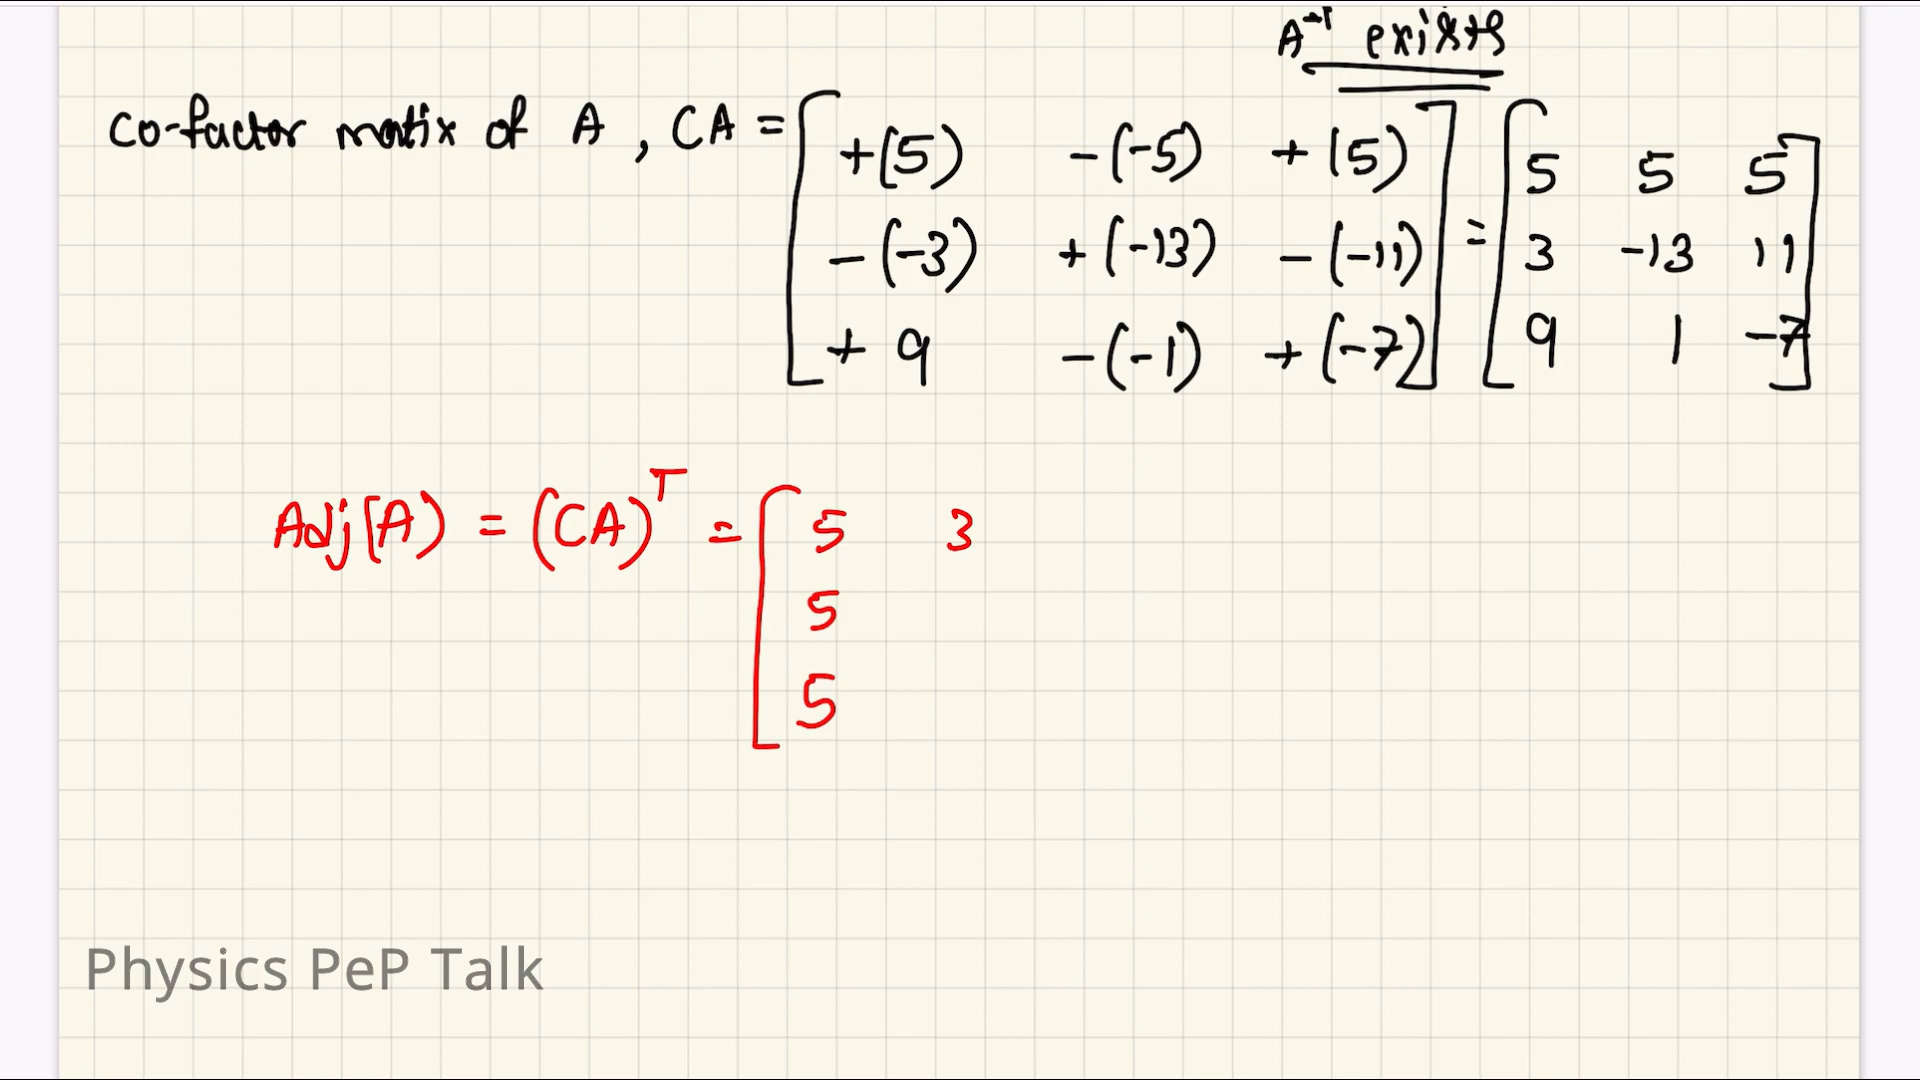 A⁻¹ exists
co-factor matix of A , CA = [ +(5) -(-5) +(5) ] = [ 5 5 5 ]
-(-3) +(-13) -(-11) 3 -13 11
+ 9 -(-1) +(-7) 9 1 -7
Adj(A) = (CA)ᵀ = [ 5 3
5
5
Physics PeP Talk